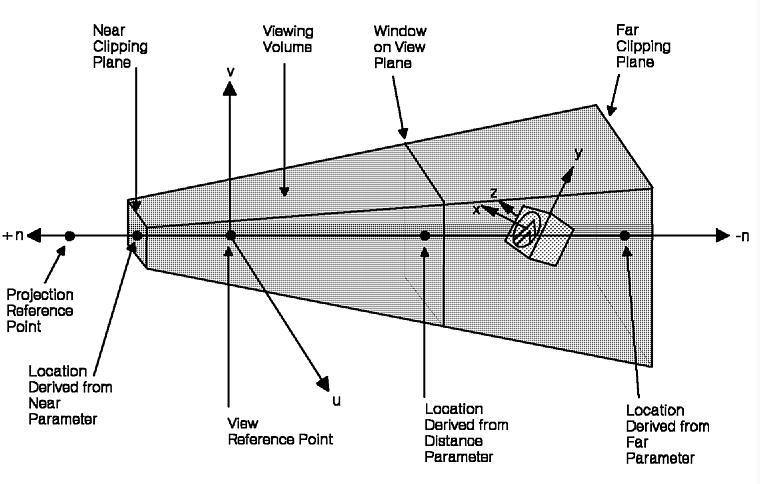 Near
Clipping
Plane
Viewing
Volume
Window
on View
Plane
Far
Clipping
Plane
v
y
z
x
+n
-n
Projection
Reference
Point
Location
Derived from
Near
Parameter
u
View
Reference Point
Location
Derived from
Distance
Parameter
Location
Derived from
Far
Parameter